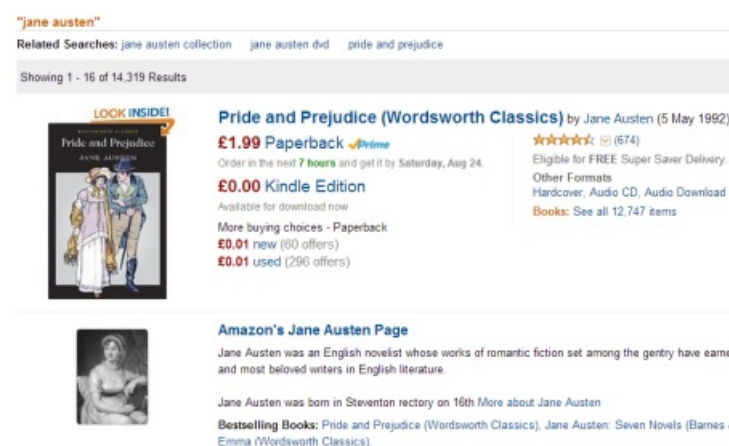 "jane austen"
Related Searches: jane austen collection jane austen dvd pride and prejudice
Showing 1 - 16 of 14,319 Results
LOOK INSIDE!
Pride and Prejudice
JANE AUSTEN
Pride and Prejudice (Wordsworth Classics) by Jane Austen (5 May 1992)
£1.99 Paperback Prime
Order in the next 7 hours and get it by Saturday, Aug 24.
£0.00 Kindle Edition
Available for download now
More buying choices - Paperback
£0.01 new (60 offers)
£0.01 used (296 offers)
(674)
Eligible for FREE Super Saver Delivery.
Other Formats
Hardcover, Audio CD, Audio Download
Books: See all 12,747 items
Amazon's Jane Austen Page
Jane Austen was an English novelist whose works of romantic fiction set among the gentry have earne
and most beloved writers in English literature.
Jane Austen was born in Steventon rectory on 16th More about Jane Austen
Bestselling Books: Pride and Prejudice (Wordsworth Classics), Jane Austen: Seven Novels (Barnes
Emma (Wordsworth Classics).